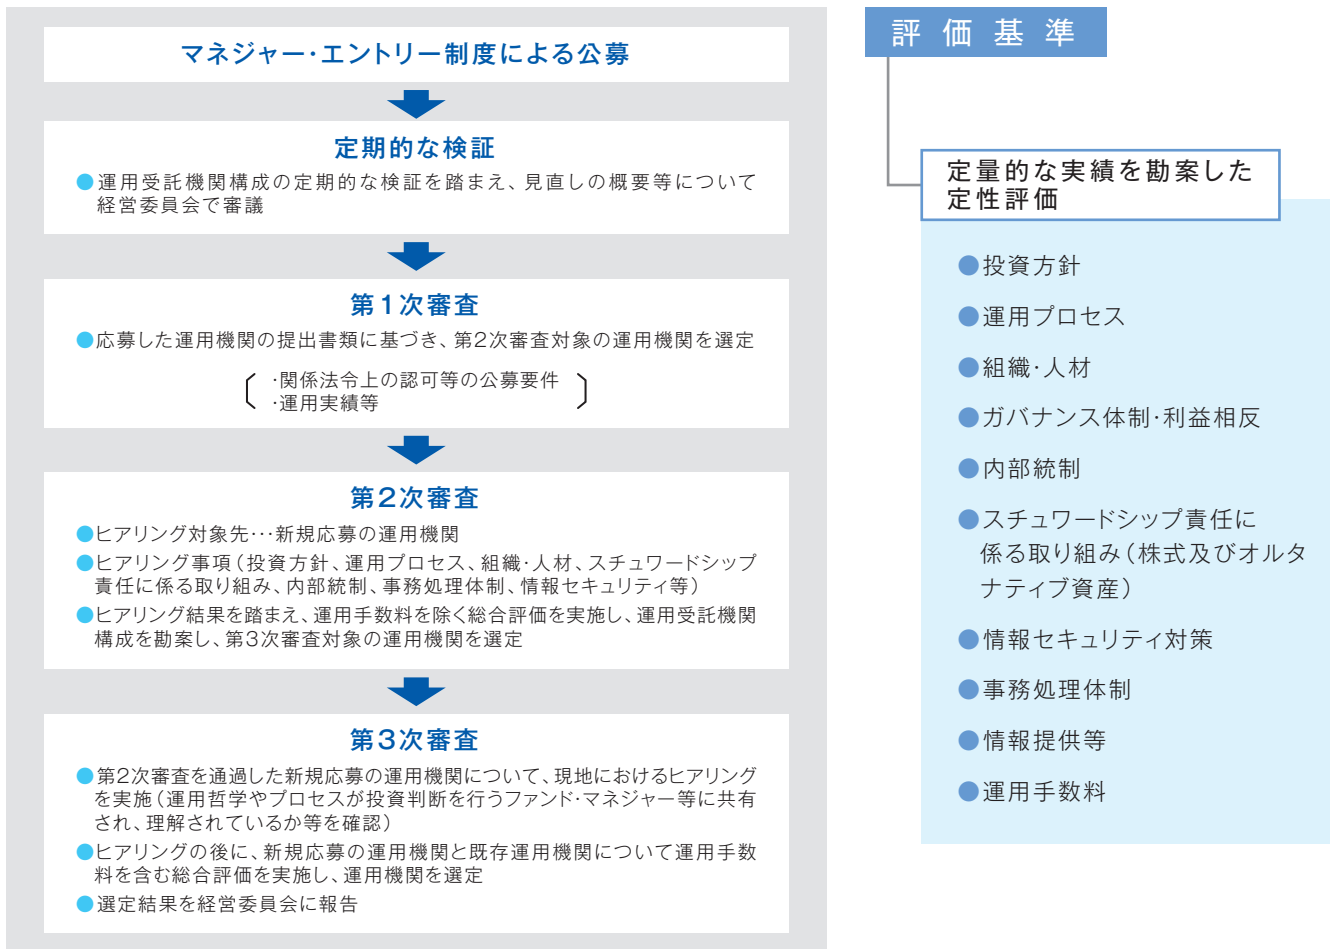 マネジャー・エントリー制度による公募
定期的な検証
●運用受託機関構成の定期的な検証を踏まえ、見直しの概要等について
経営委員会で審議
第1次審査
●応募した運用機関の提出書類に基づき、第2次審査対象の運用機関を選定
・関係法令上の認可等の公募要件
・運用実績等
第2次審査
●ヒアリング対象先…新規応募の運用機関
●ヒアリング事項（投資方針、運用プロセス、組織・人材、スチュワードシップ
責任に係る取り組み、内部統制、事務処理体制、情報セキュリティ等）
●ヒアリング結果を踏まえ、運用手数料を除く総合評価を実施し、運用受託機関
構成を勘案し、第3次審査対象の運用機関を選定
第3次審査
●第2次審査を通過した新規応募の運用機関について、現地におけるヒアリング
を実施（運用哲学やプロセスが投資判断を行うファンド・マネジャー等に共有
され、理解されているか等を確認）
●ヒアリングの後に、新規応募の運用機関と既存運用機関について運用手数
料を含む総合評価を実施し、運用機関を選定
●選定結果を経営委員会に報告
評価基準
定量的な実績を勘案した
定性評価
●投資方針
●運用プロセス
●組織・人材
●ガバナンス体制・利益相反
●内部統制
●スチュワードシップ責任に
係る取り組み（株式及びオルタ
ナティブ資産）
●情報セキュリティ対策
●事務処理体制
●情報提供等
●運用手数料